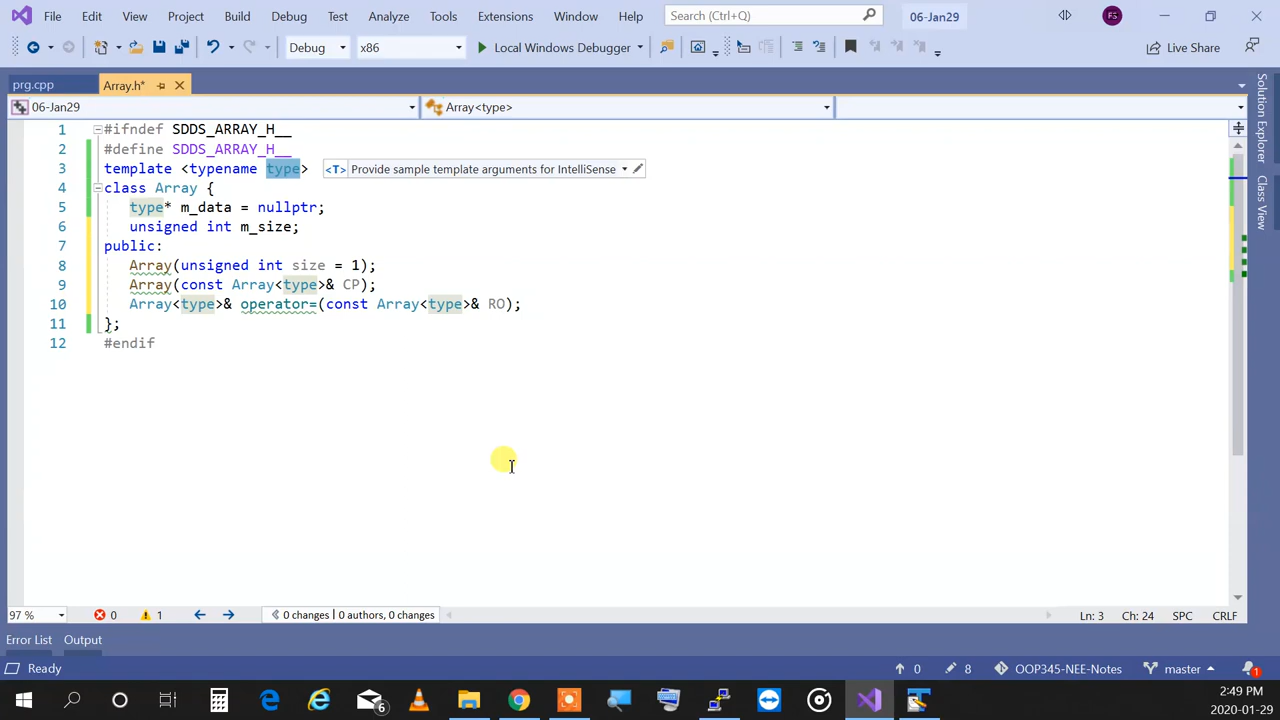 File Edit View Project Build Debug Test Analyze Tools Extensions Window Help Search (Ctrl+Q) 06-Jan29 FS
Debug x86 Local Windows Debugger Live Share
prg.cpp Array.h*
06-Jan29 Array<type>
1 #ifndef SDDS_ARRAY_H__
2 #define SDDS_ARRAY_H__
3 template <typename type> <T> Provide sample template arguments for IntelliSense
4 class Array {
5 type* m_data = nullptr;
6 unsigned int m_size;
7 public:
8 Array(unsigned int size = 1);
9 Array(const Array<type>& CP);
10 Array<type>& operator=(const Array<type>& RO);
11 };
12 #endif
Solution Explorer
Class View
97 % 0 1 0 changes | 0 authors, 0 changes Ln: 3 Ch: 24 SPC CRLF
Error List Output
Ready 0 8 OOP345-NEE-Notes master 1
6
2:49 PM
2020-01-29